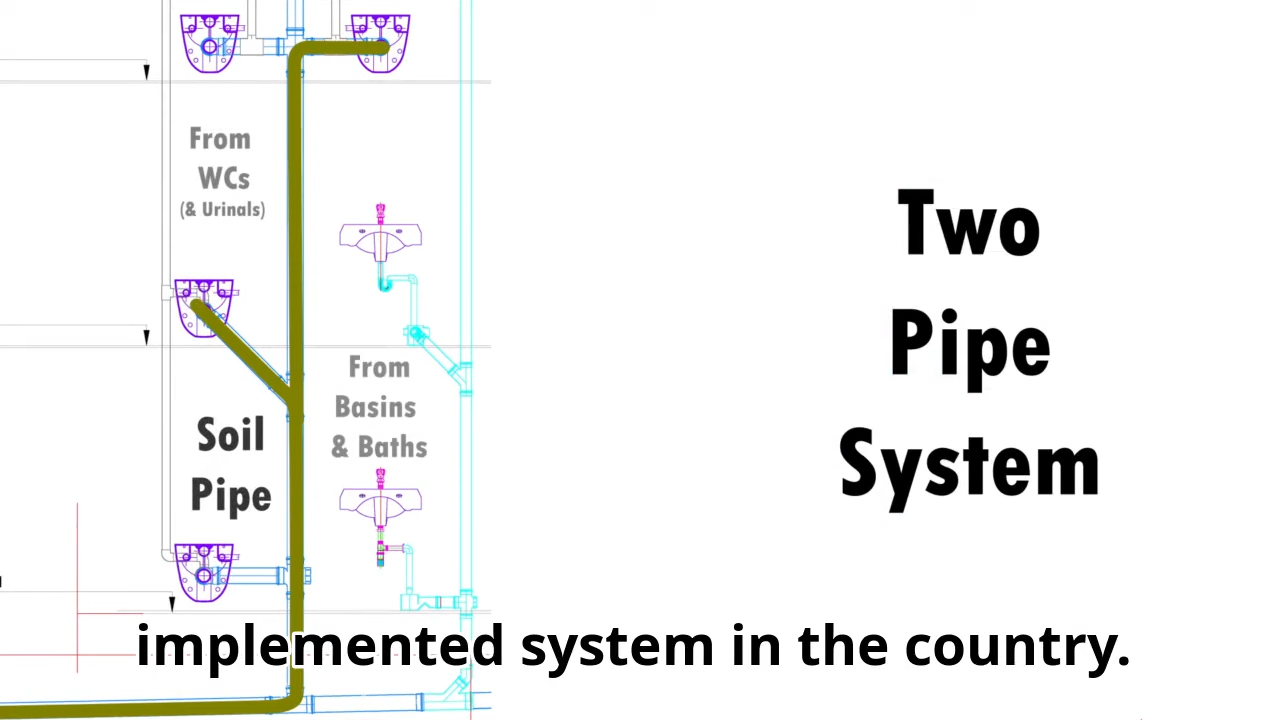 From
WCs
(& Urinals)
Soil
Pipe
From
Basins
& Baths
Two
Pipe
System
implemented system in the country.